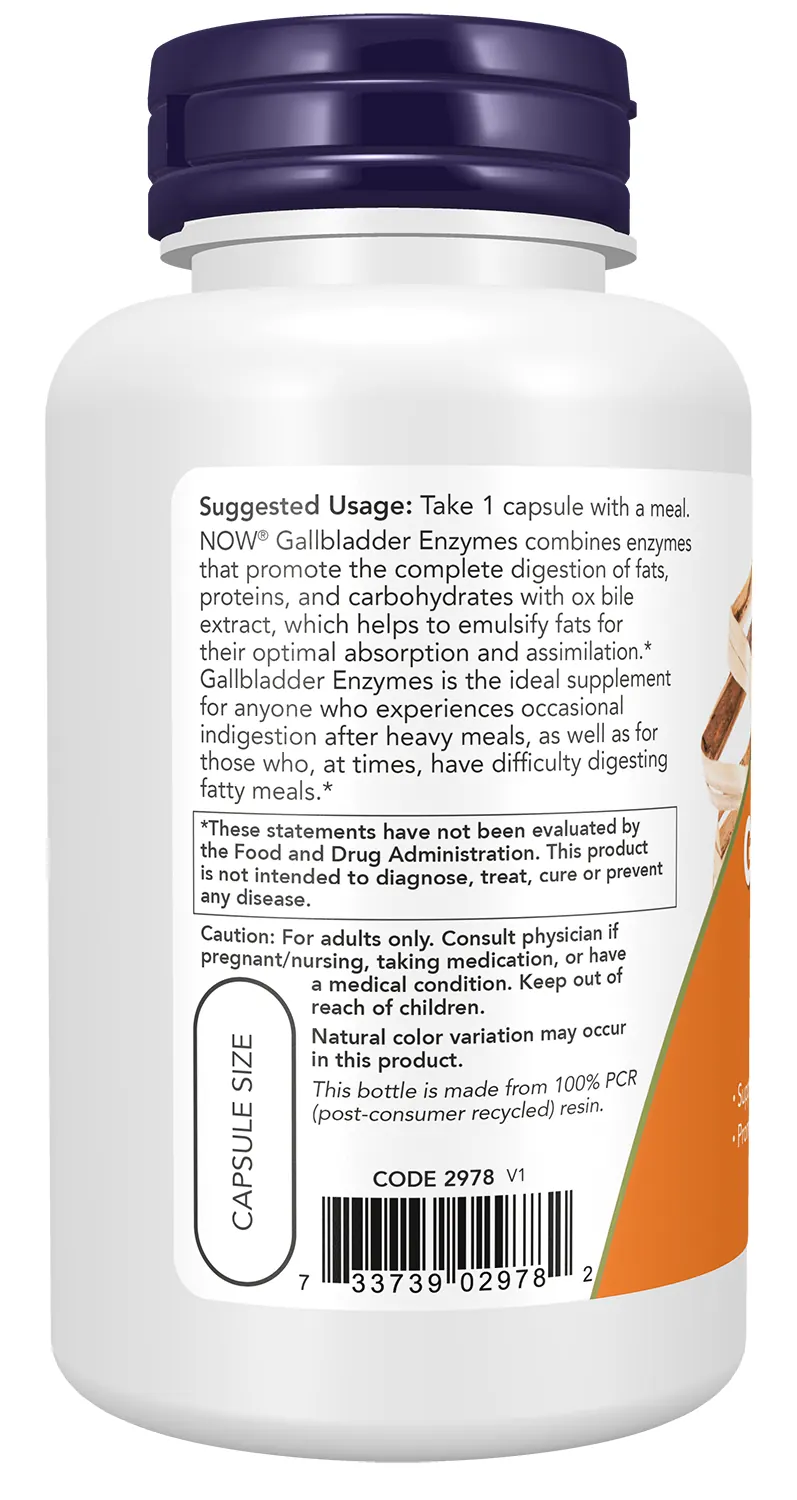 Suggested Usage: Take 1 capsule with a meal.
NOW® Gallbladder Enzymes combines enzymes
that promote the complete digestion of fats,
proteins, and carbohydrates with ox bile
extract, which helps to emulsify fats for
their optimal absorption and assimilation.*
Gallbladder Enzymes is the ideal supplement
for anyone who experiences occasional
indigestion after heavy meals, as well as for
those who, at times, have difficulty digesting
fatty meals.*
*These statements have not been evaluated by
the Food and Drug Administration. This product
is not intended to diagnose, treat, cure or prevent
any disease.
Caution: For adults only. Consult physician if
pregnant/nursing, taking medication, or have
a medical condition. Keep out of
reach of children.
Natural color variation may occur
in this product.
This bottle is made from 100% PCR
(post-consumer recycled) resin.
CAPSULE SIZE
CODE 2978 V1
7 33739 02978 2